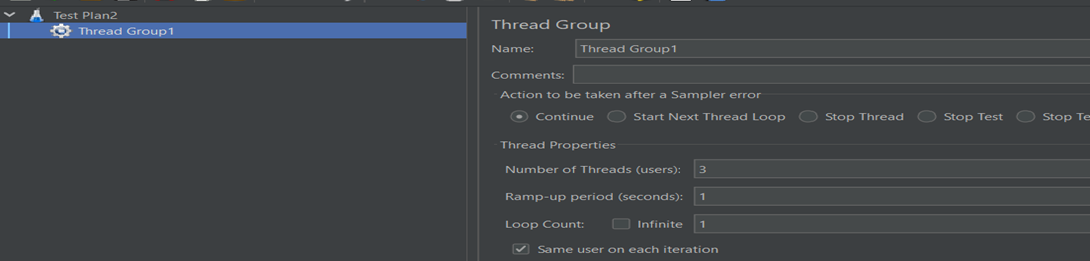 Test Plan2
Thread Group1
Thread Group
Name: Thread Group1
Comments:
Action to be taken after a Sampler error
Continue Start Next Thread Loop Stop Thread Stop Test Stop Te
Thread Properties
Number of Threads (users): 3
Ramp-up period (seconds): 1
Loop Count: Infinite 1
Same user on each iteration